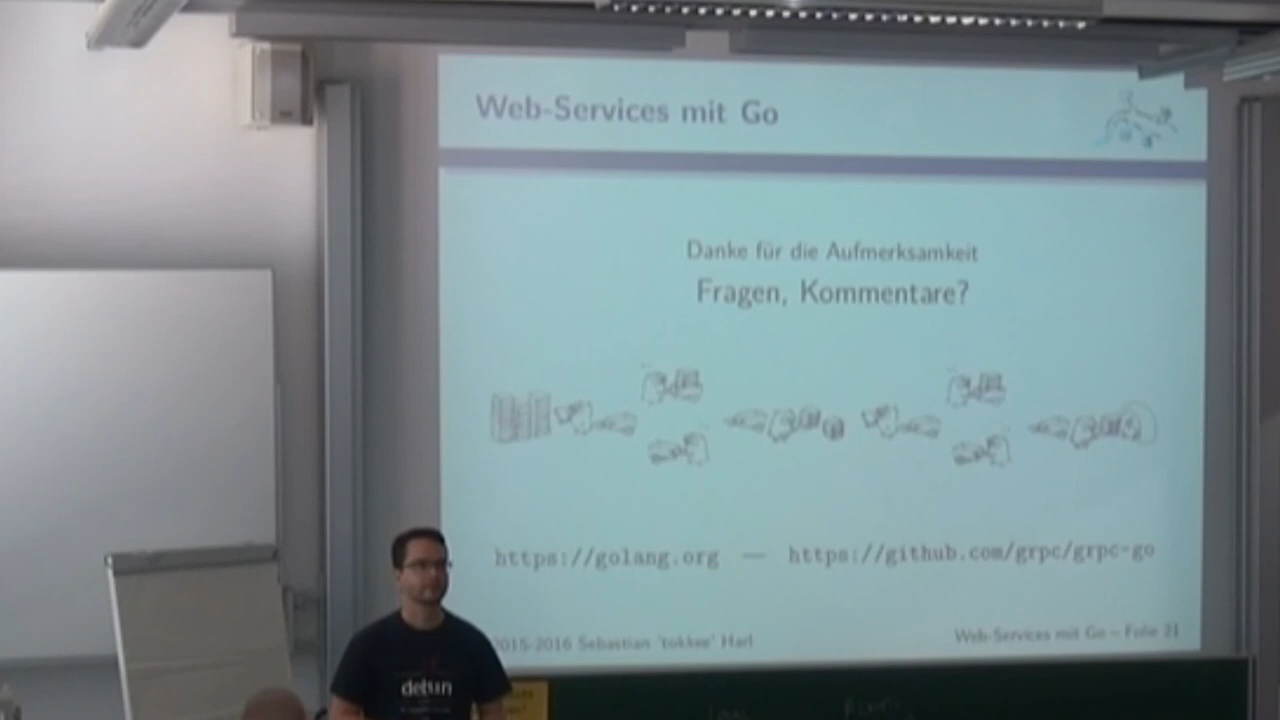 Web-Services mit Go
Danke für die Aufmerksamkeit
Fragen, Kommentare?
https://golang.org — https://github.com/grpc/grpc-go
2015-2016 Sebastian 'tokkee' Harl
Web-Services mit Go – Folie 21
debian